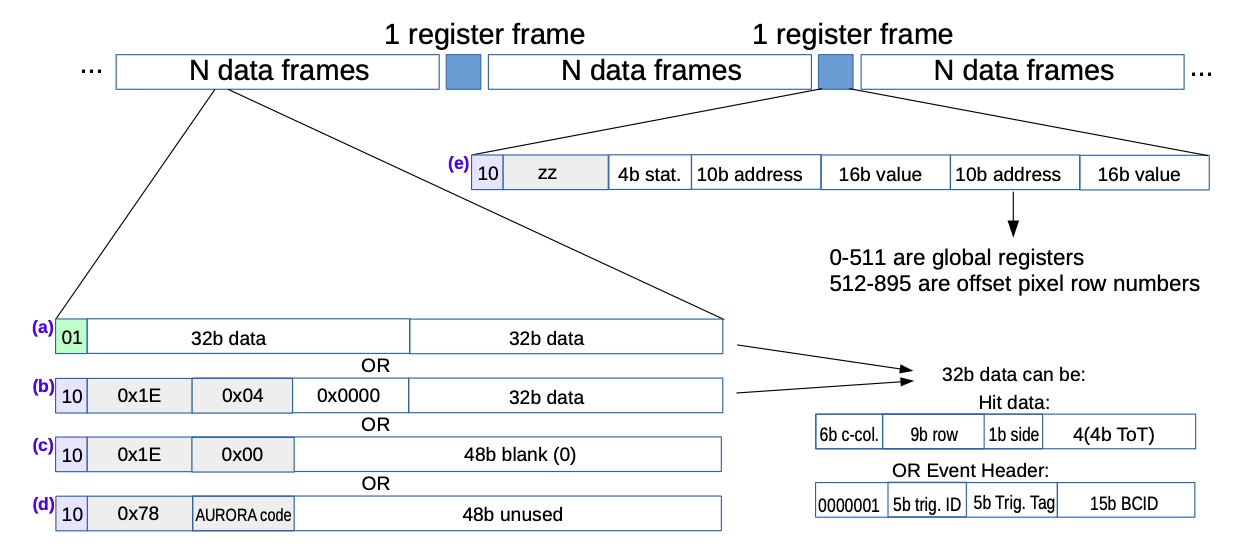 1 register frame 1 register frame
... N data frames N data frames N data frames ...
(e) 10 zz 4b stat. 10b address 16b value 10b address 16b value
0-511 are global registers
512-895 are offset pixel row numbers
(a) 01 32b data 32b data
OR
(b) 10 0x1E 0x04 0x0000 32b data
OR
(c) 10 0x1E 0x00 48b blank (0)
OR
(d) 10 0x78 AURORA code 48b unused
32b data can be:
Hit data:
6b c-col. 9b row 1b side 4(4b ToT)
OR Event Header:
0000001 5b trig. ID 5b Trig. Tag 15b BCID